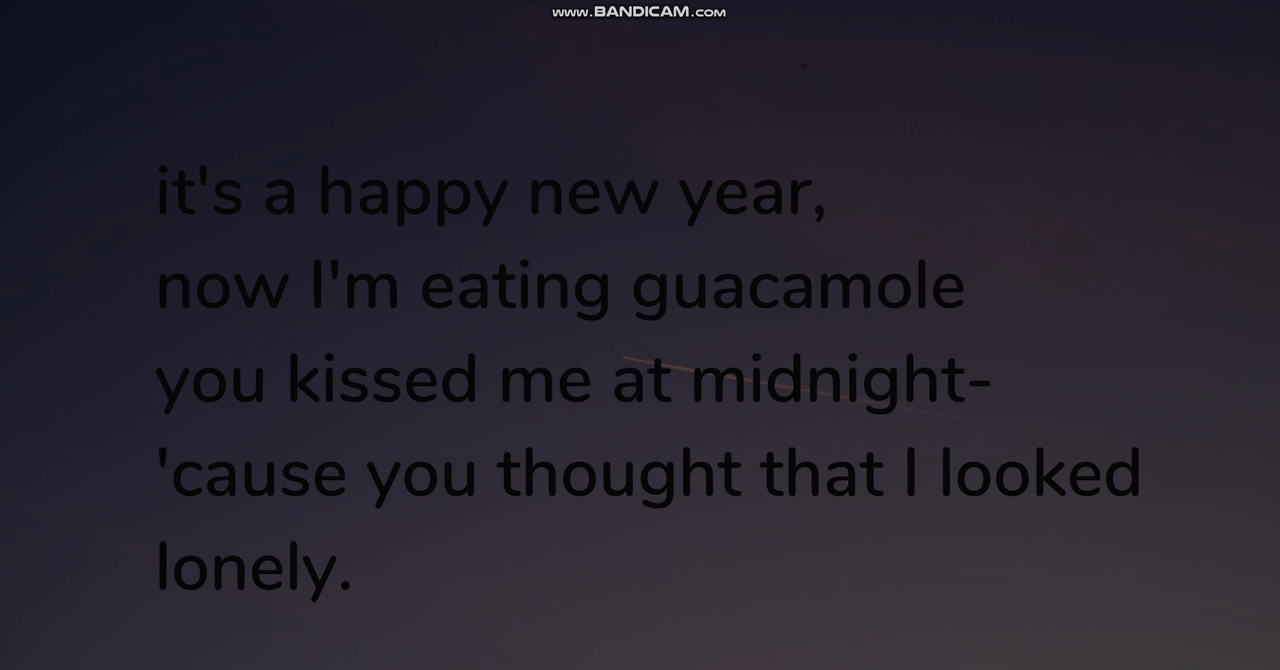 www.BANDICAM.com
it's a happy new year,
now I'm eating guacamole
you kissed me at midnight-
'cause you thought that I looked
lonely.